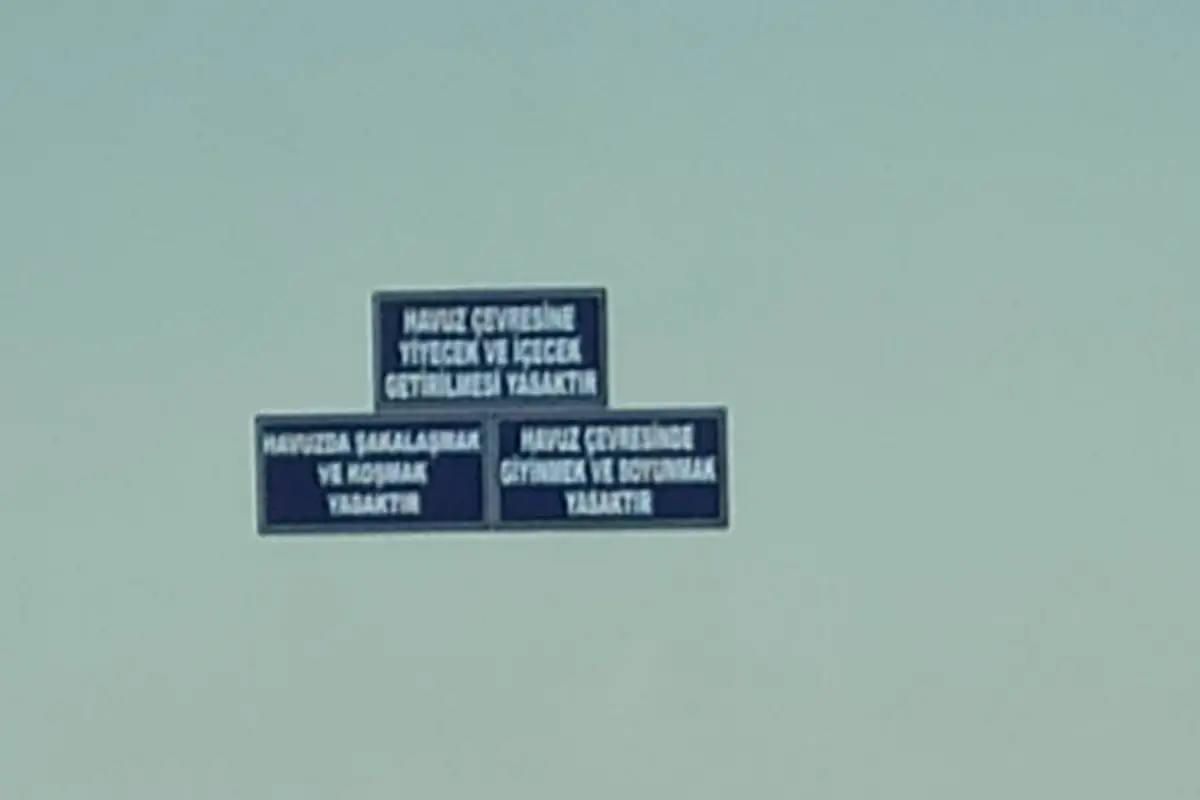 HAVUZ ÇEVRESİNE
YİYECEK VE İÇECEK
GETİRİLMESİ YASAKTIR
HAVUZDA ŞAKALAŞMAK
VE KOŞMAK
YASAKTIR
HAVUZ ÇEVRESİNDE
GİYİNMEK VE SOYUNMAK
YASAKTIR